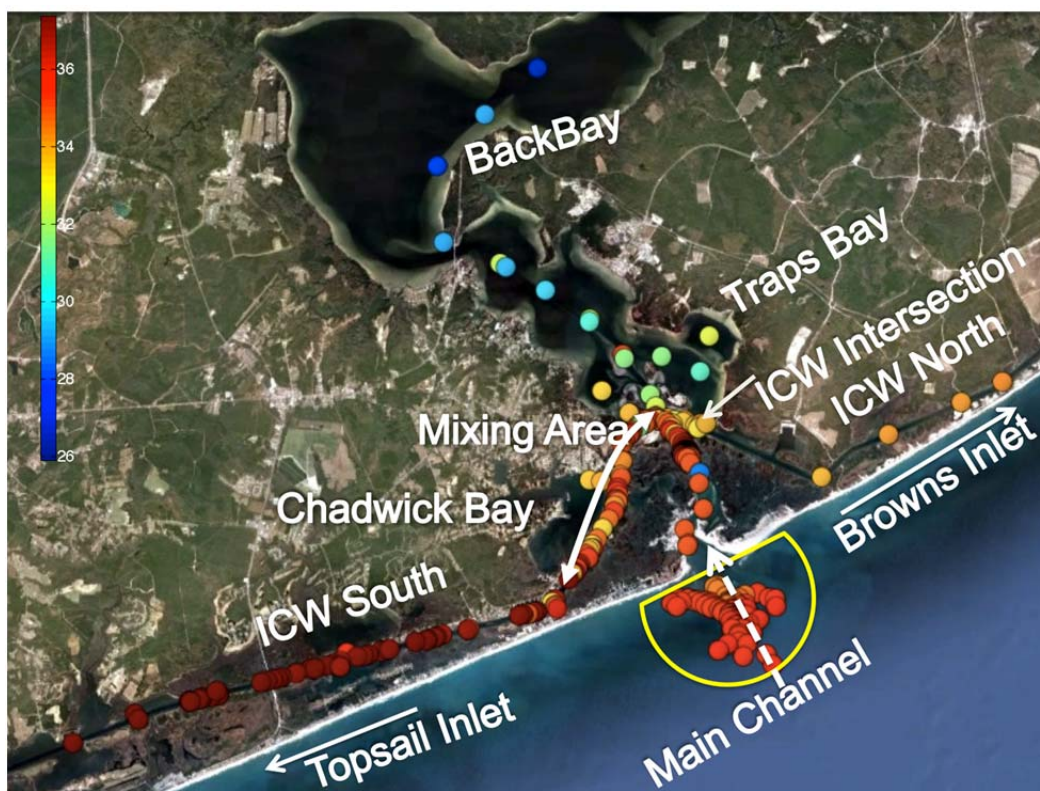 36
34
32
30
28
26
BackBay
Traps Bay
ICW Intersection
ICW North
Mixing Area
Chadwick Bay
Browns Inlet
ICW South
Topsail Inlet
Main Channel